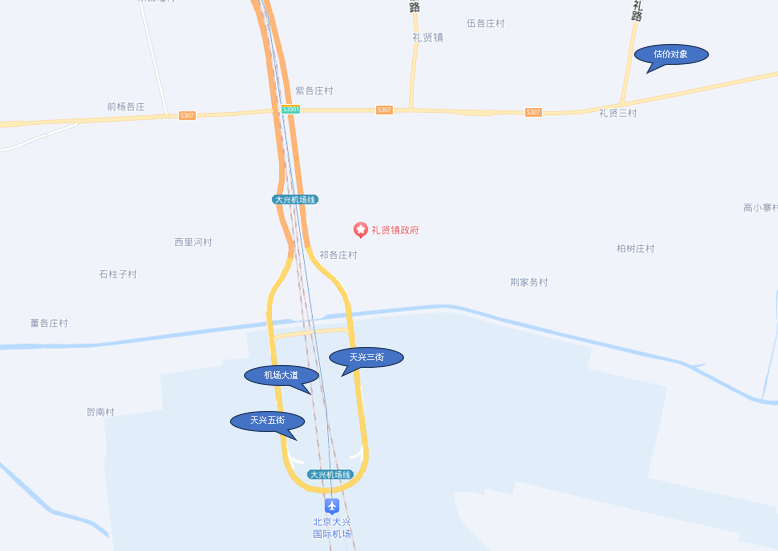 路
礼路
伍各庄村
礼贤镇
估价对象
紫各庄村
前杨各庄
S3501
S307
S307
S307
礼贤三村
大兴机场线
高小寨村
礼贤镇政府
西里河村
祁各庄村
柏树庄村
石柱子村
荆家务村
董各庄村
天兴三街
机场大道
贺南村
天兴五街
大兴机场线
北京大兴
国际机场